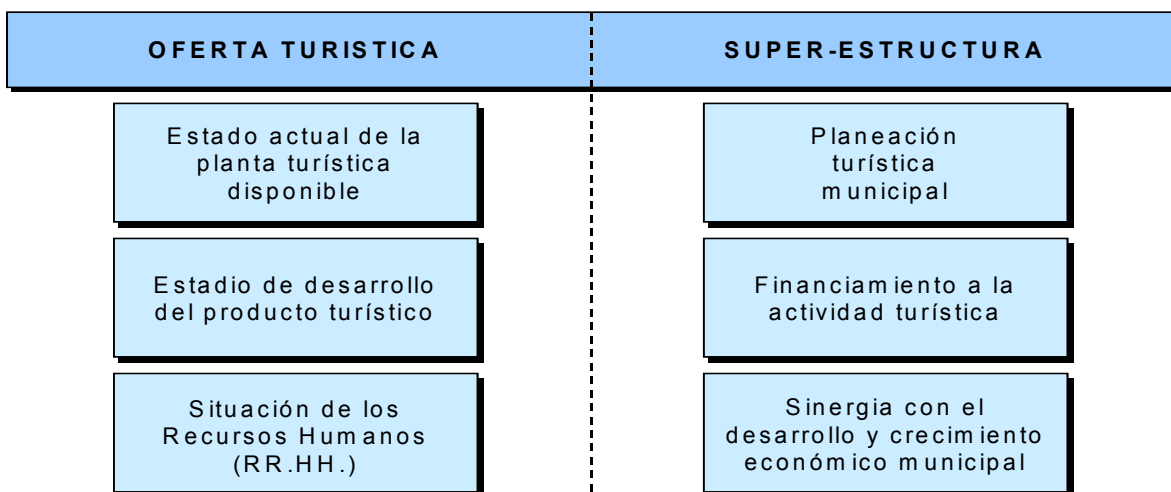 OFERTA TURISTICA
SUPER-ESTRUCTURA
Estado actual de la
planta turística
disponible
Planeación
turística
municipal
Estadio de desarrollo
del producto turístico
Financiamiento a la
actividad turística
Situación de los
Recursos Humanos
(RR.HH.)
Sinergia con el
desarrollo y crecimiento
económico municipal